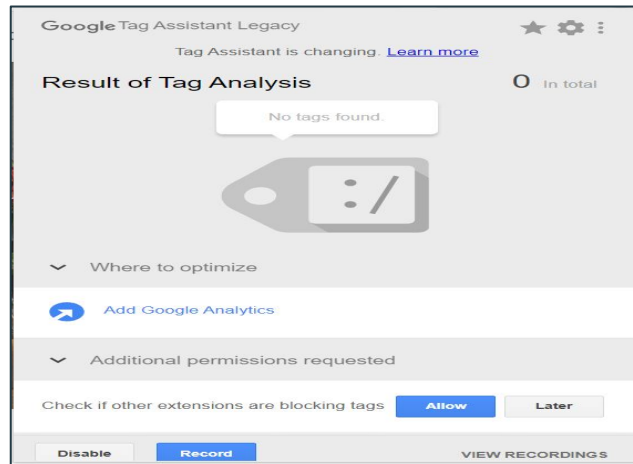 Google Tag Assistant Legacy
Tag Assistant is changing. Learn more
Result of Tag Analysis 0 In total
No tags found.
:/
Where to optimize
Add Google Analytics
Additional permissions requested
Check if other extensions are blocking tags Allow Later
Disable Record VIEW RECORDINGS